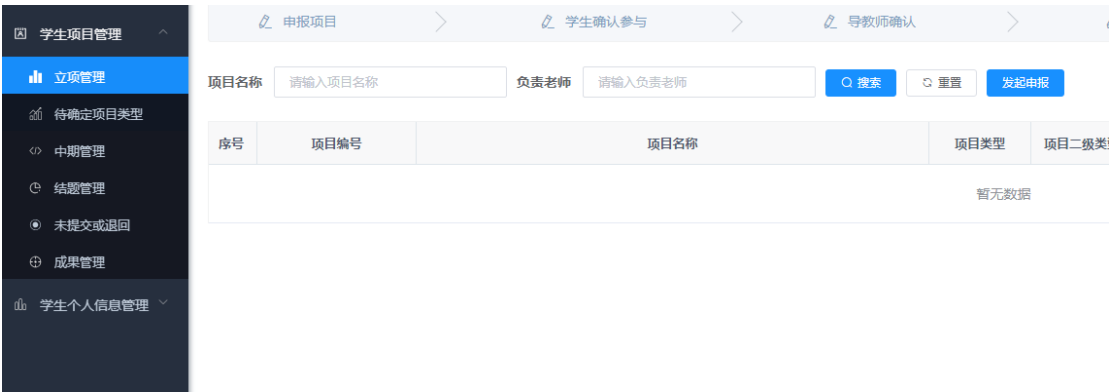 学生项目管理
立项管理
待确定项目类型
中期管理
结题管理
未提交或退回
成果管理
学生个人信息管理
申报项目 学生确认参与 导教师确认
项目名称 请输入项目名称 负责老师 请输入负责老师 搜索 重置 发起申报
序号 项目编号 项目名称 项目类型 项目二级类
暂无数据